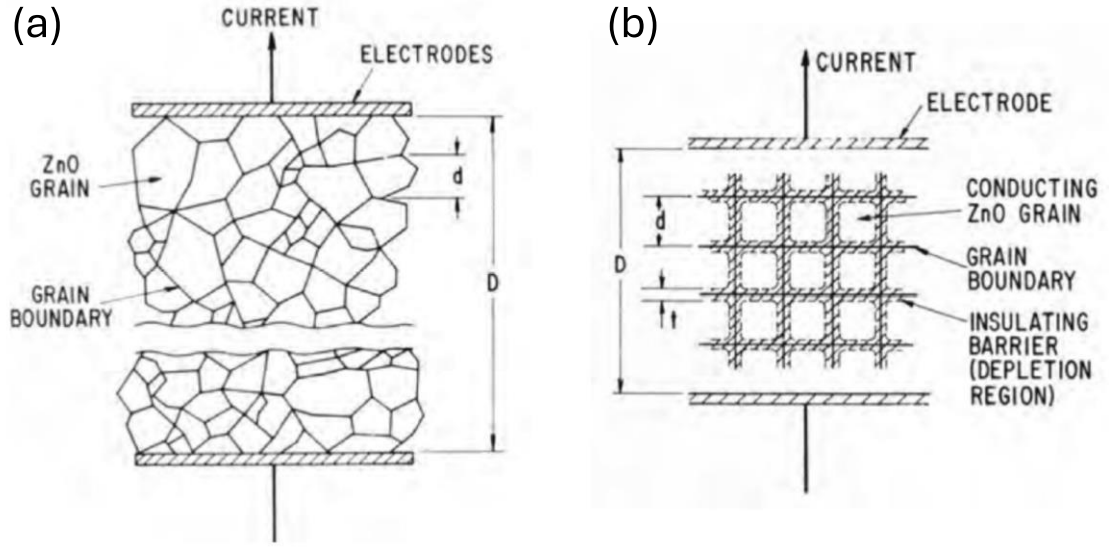 (a)
CURRENT
ELECTRODES
ZnO
GRAIN
d
D
GRAIN
BOUNDARY
(b)
CURRENT
ELECTRODE
CONDUCTING
ZnO GRAIN
d
D
GRAIN
BOUNDARY
t
INSULATING
BARRIER
(DEPLETION
REGION)